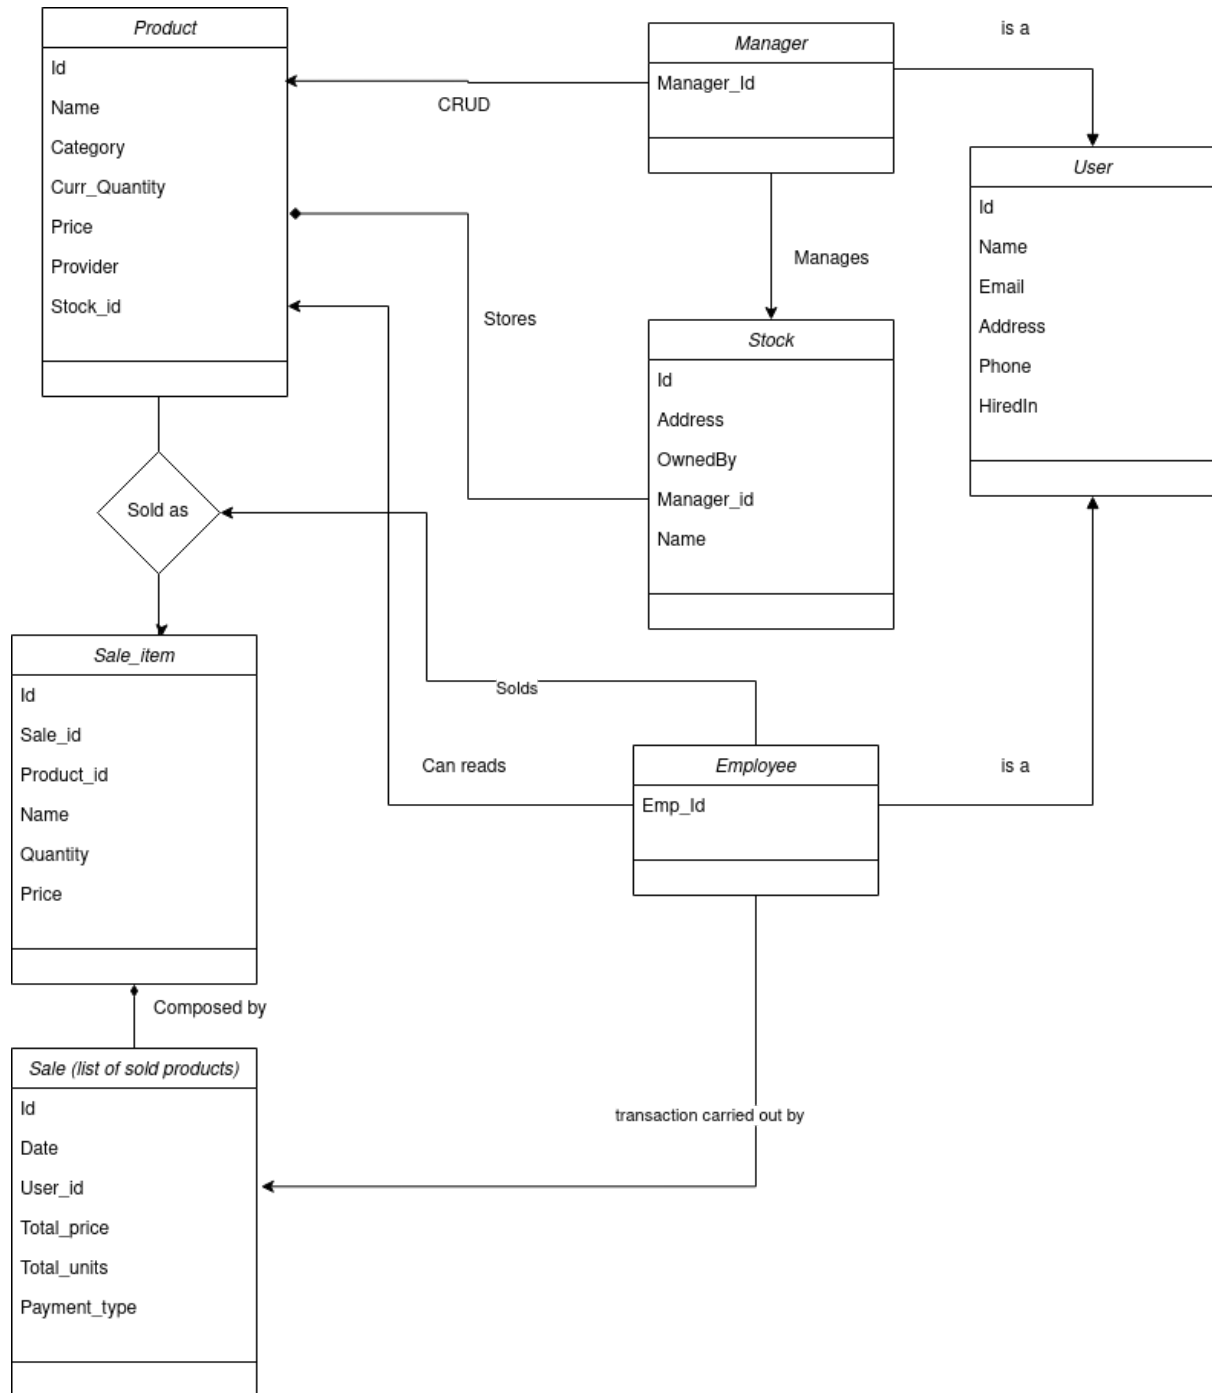 Product
Id
Name
Category
Curr_Quantity
Price
Provider
Stock_id
CRUD
Manager
Manager_Id
is a
User
Id
Name
Email
Address
Phone
HiredIn
Manages
Stores
Stock
Id
Address
OwnedBy
Manager_id
Name
Sold as
Sale_item
Id
Sale_id
Product_id
Name
Quantity
Price
Solds
Can reads
Employee
Emp_Id
is a
Composed by
Sale (list of sold products)
Id
Date
User_id
Total_price
Total_units
Payment_type
transaction carried out by